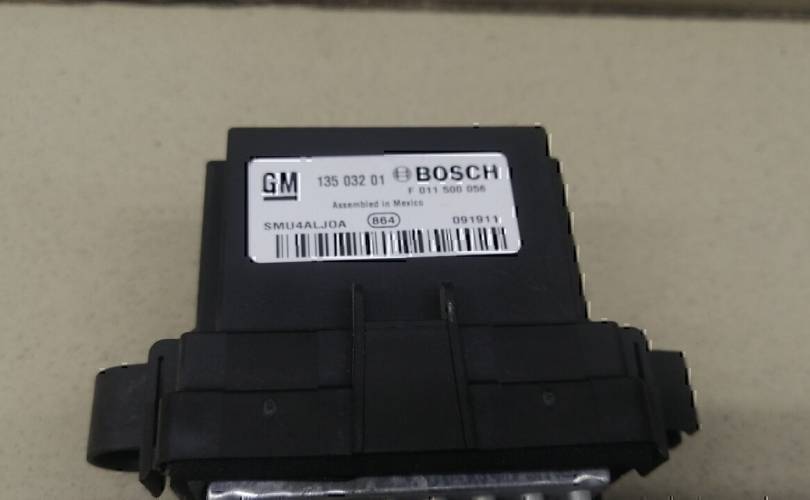 GM 135 032 01 BOSCH
F 011 500 056
Assembled in Mexico
SMU4ALJ0A 864 091911